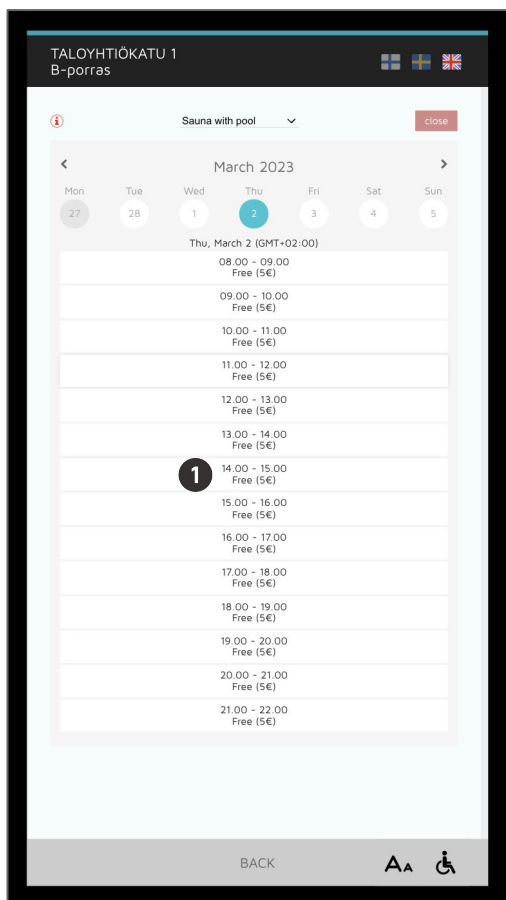 TALOYHTIÖKATU 1
B-porras
i
Sauna with pool
close
March 2023
Mon Tue Wed Thu Fri Sat Sun
27 28 1 2 3 4 5
Thu, March 2 (GMT+02:00)
08.00 - 09.00
Free (5€)
09.00 - 10.00
Free (5€)
10.00 - 11.00
Free (5€)
11.00 - 12.00
Free (5€)
12.00 - 13.00
Free (5€)
13.00 - 14.00
Free (5€)
1
14.00 - 15.00
Free (5€)
15.00 - 16.00
Free (5€)
16.00 - 17.00
Free (5€)
17.00 - 18.00
Free (5€)
18.00 - 19.00
Free (5€)
19.00 - 20.00
Free (5€)
20.00 - 21.00
Free (5€)
21.00 - 22.00
Free (5€)
BACK
AA